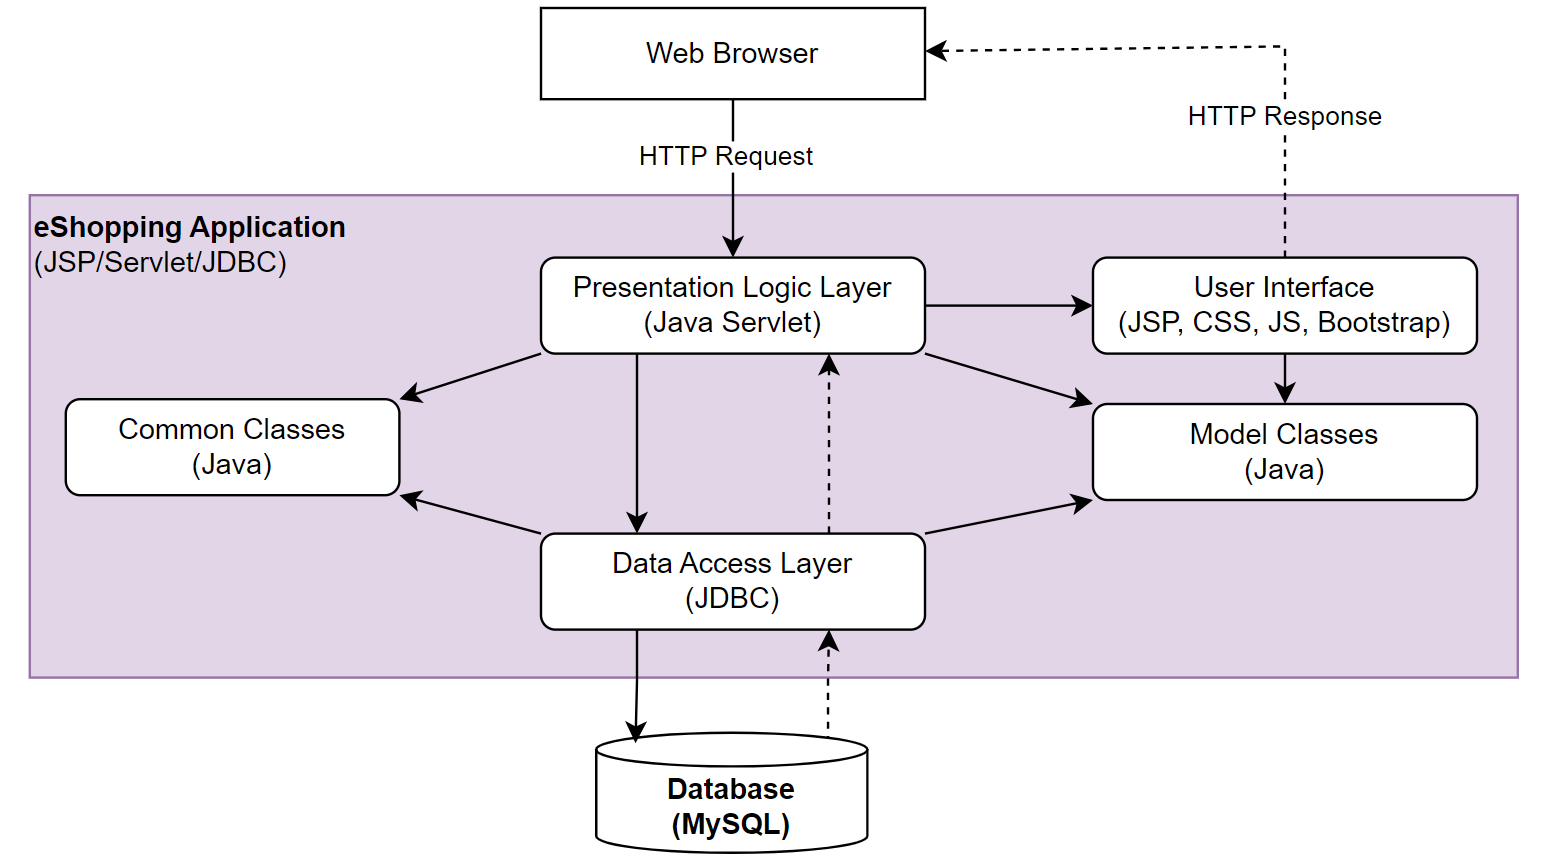 Web Browser
HTTP Response
HTTP Request
eShopping Application
(JSP/Servlet/JDBC)
Presentation Logic Layer
(Java Servlet)
User Interface
(JSP, CSS, JS, Bootstrap)
Common Classes
(Java)
Model Classes
(Java)
Data Access Layer
(JDBC)
Database
(MySQL)